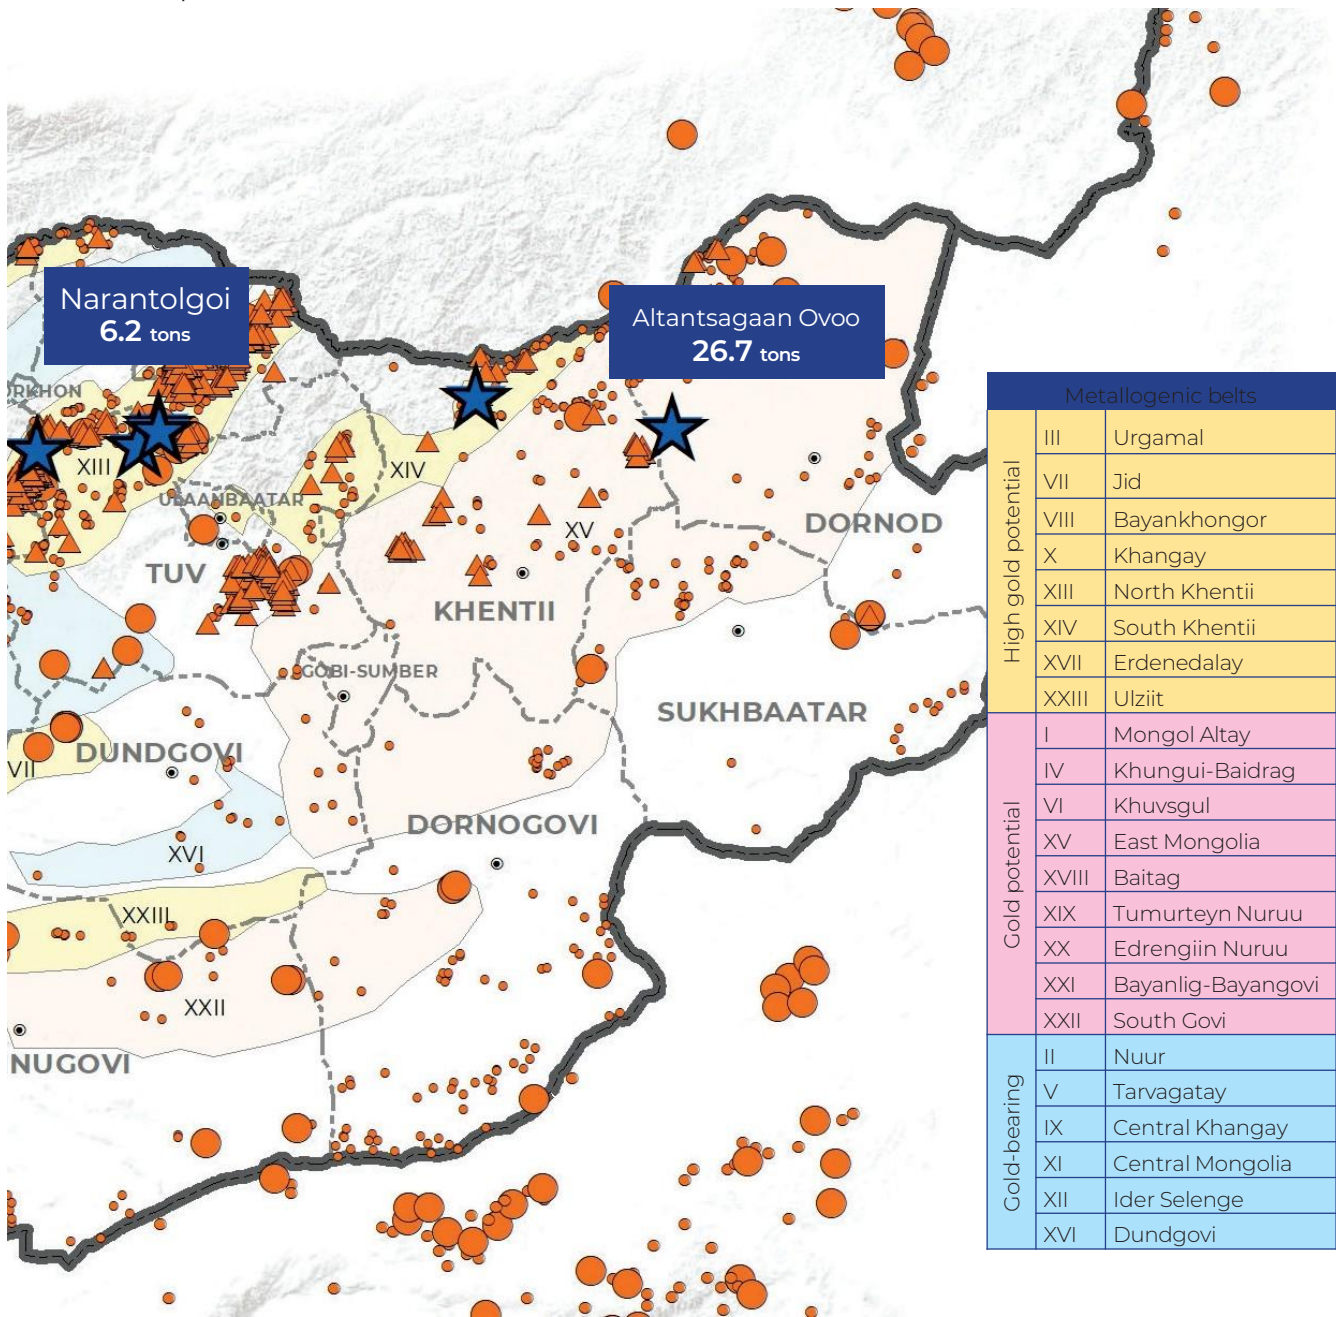 Narantolgoi
6.2 tons
Altantsagaan Ovoo
26.7 tons
ORKHON
XIII
XIV
ULAANBAATAR
XV
DORNOD
TUV
KHENTII
GOBI-SUMBER
SUKHBAATAR
DUNDGOVI
VII
DORNOGOVI
XVI
XXIII
XXII
NUGOVI
Metallogenic belts
High gold potential
III Urgamal
VII Jid
VIII Bayankhongor
X Khangay
XIII North Khentii
XIV South Khentii
XVII Erdenedalay
XXIII Ulziit
Gold potential
I Mongol Altay
IV Khungui-Baidrag
VI Khuvsgul
XV East Mongolia
XVIII Baitag
XIX Tumurteyn Nuruu
XX Edrengiin Nuruu
XXI Bayanlig-Bayangovi
XXII South Govi
Gold-bearing
II Nuur
V Tarvagatay
IX Central Khangay
XI Central Mongolia
XII Ider Selenge
XVI Dundgovi